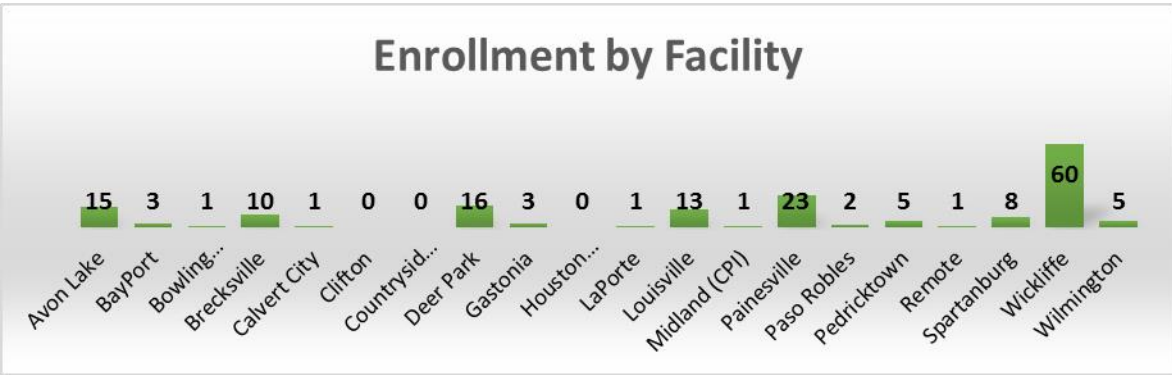 Enrollment by Facility
15 3 1 10 1 0 0 16 3 0 1 13 1 23 2 5 1 8 60 5
Avon Lake
BayPort
Bowling...
Brecksville
Calvert City
Clifton
Countrysid...
Deer Park
Gastonia
Houston...
LaPorte
Louisville
Midland (CPI)
Painesville
Paso Robles
Pedricktown
Remote
Spartanburg
Wickliffe
Wilmington